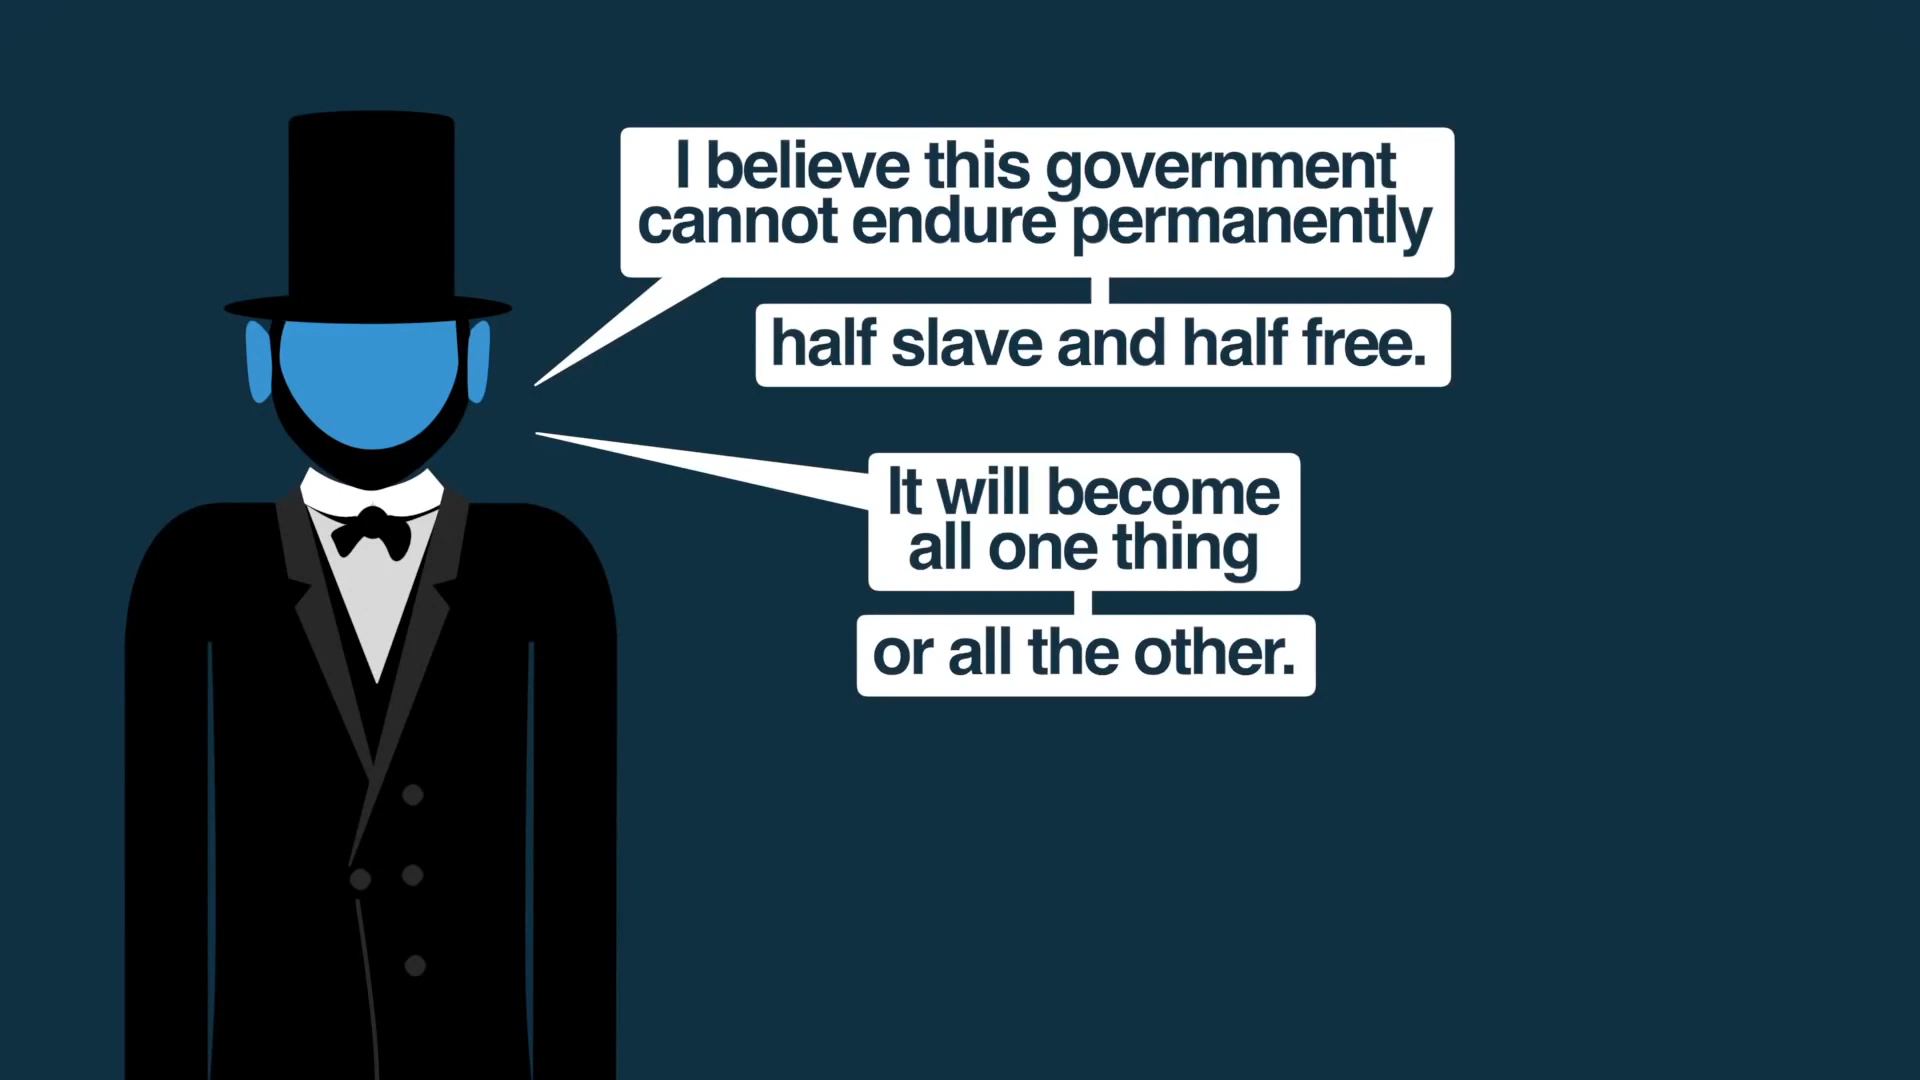 I believe this government
cannot endure permanently
half slave and half free.
It will become
all one thing
or all the other.